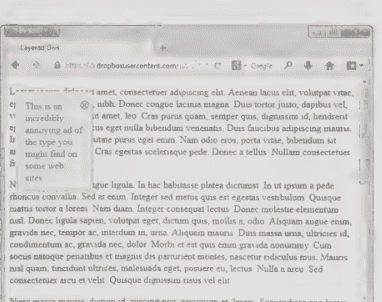 Layered Divs
https://dl.dropboxusercontent.com/
Google
amet, consectetuer adipiscing elit. Aenean lacus elit, volutpat vitae,
nibh. Donec congue lacinia magna. Duis tortor justo, dapibus vel,
amet, leo. Cras purus quam, semper quis, dignissim id, hendrerit
eget nulla bibendum venenatis. Duis faucibus adipiscing mauris.
purus eget enim. Nam odio eros, porta vitae, bibendum sit
Cras egestas scelerisque pede. Donec a tellus. Nullam consectetuer
This is an
incredibly
annoying ad of
the type you
might find on
some web
sites
augue ligula. In hac habitasse platea dictumst. In ut ipsum a pede
rhoncus convallis. Sed at enim. Integer sed metus quis est egestas vestibulum. Quisque
mattis tortor a lorem. Nam diam. Integer consequat lectus. Donec molestie elementum
nisl. Donec ligula sapien, volutpat eget, dictum quis, mollis a, odio. Aliquam augue enim,
gravida nec, tempor ac, interdum in, urna. Aliquam mauris. Duis massa urna, ultricies id,
condimentum ac, gravida nec, dolor. Morbi et est quis enim gravida nonummy. Cum
sociis natoque penatibus et magnis dis parturient montes, nascetur ridiculus mus. Mauris
nisl quam, tincidunt ultrices, malesuada eget, posuere eu, lectus. Nulla a arcu. Sed
consectetuer arcu et velit. Quisque dignissim risus vel elit.